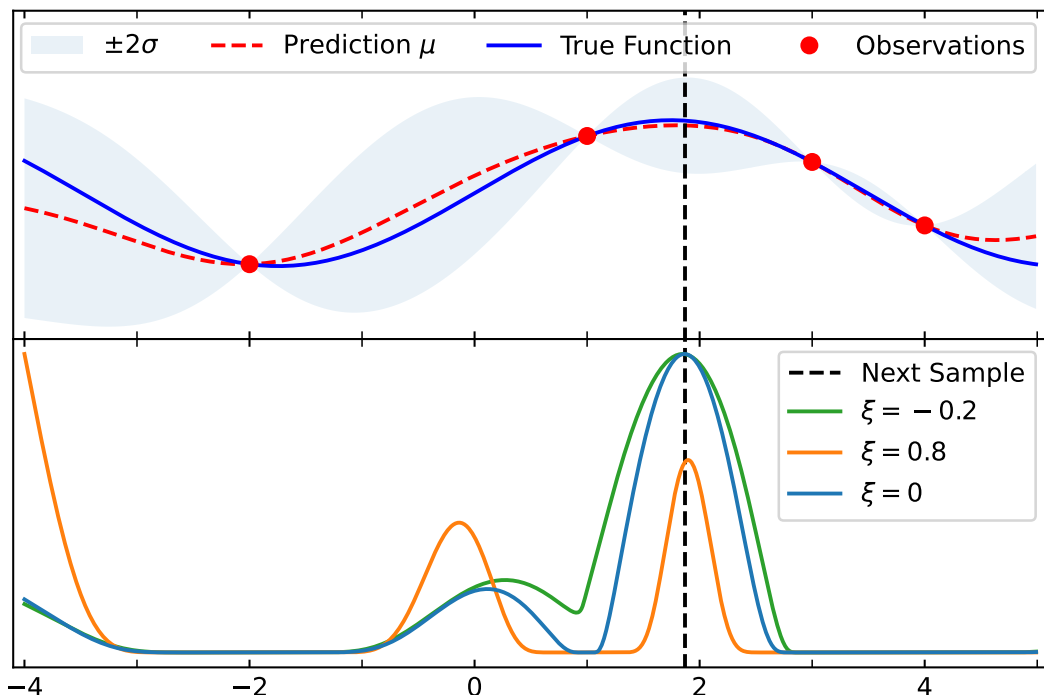 ±2σ Prediction μ True Function Observations
Next Sample
ξ = −0.2
ξ = 0.8
ξ = 0
−4 −2 0 2 4